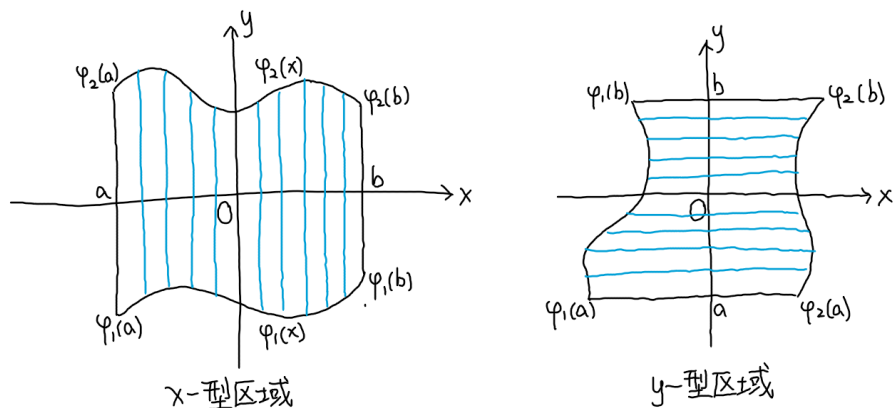 y
φ₂(a)
φ₂(x)
φ₂(b)
a
b
x
O
φ₁(b)
φ₁(a)
φ₁(x)
x-型区域
y
φ₁(b)
b
φ₂(b)
x
O
φ₁(a)
a
φ₂(a)
y-型区域